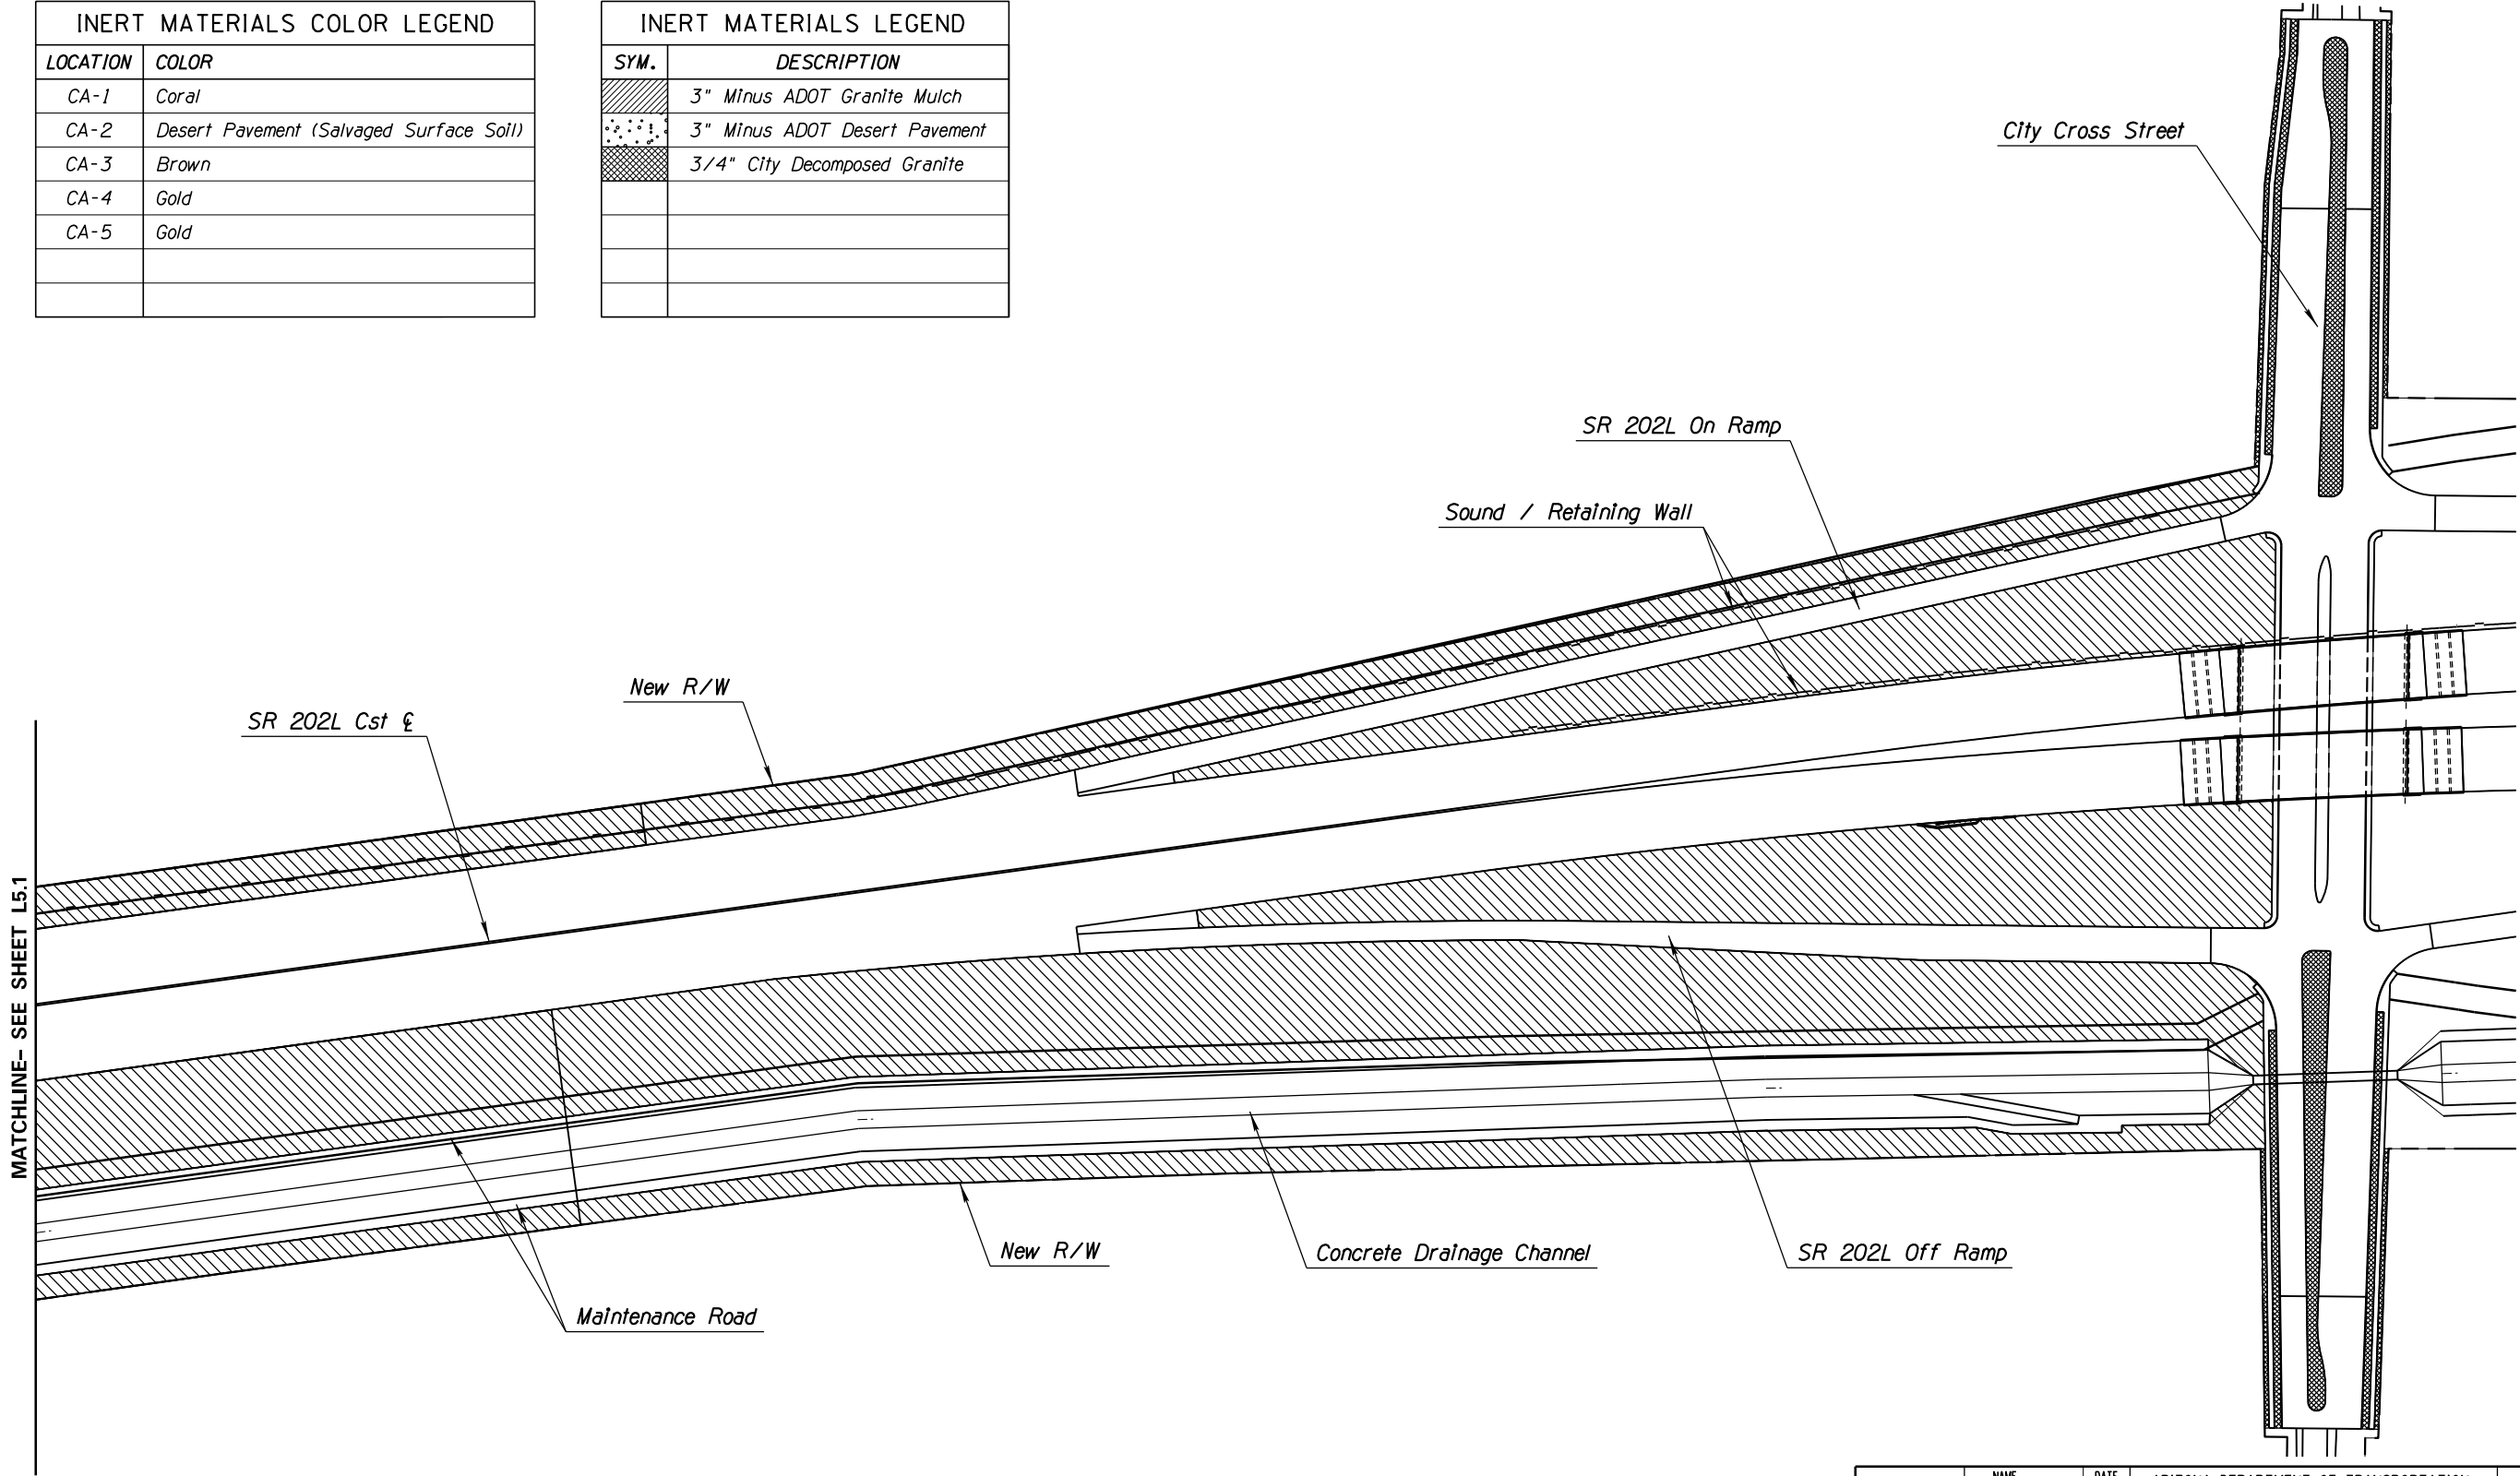 INERT MATERIALS COLOR LEGEND
LOCATION COLOR
CA-1 Coral
CA-2 Desert Pavement (Salvaged Surface Soil)
CA-3 Brown
CA-4 Gold
CA-5 Gold
INERT MATERIALS LEGEND
SYM. DESCRIPTION
3" Minus ADOT Granite Mulch
3" Minus ADOT Desert Pavement
3/4" City Decomposed Granite
City Cross Street
SR 202L On Ramp
Sound / Retaining Wall
New R/W
SR 202L Cst ℄
MATCHLINE- SEE SHEET L5.1
New R/W
Concrete Drainage Channel
SR 202L Off Ramp
Maintenance Road
NAME DATE ARIZONA DEPARTMENT OF TRANSPORTATION